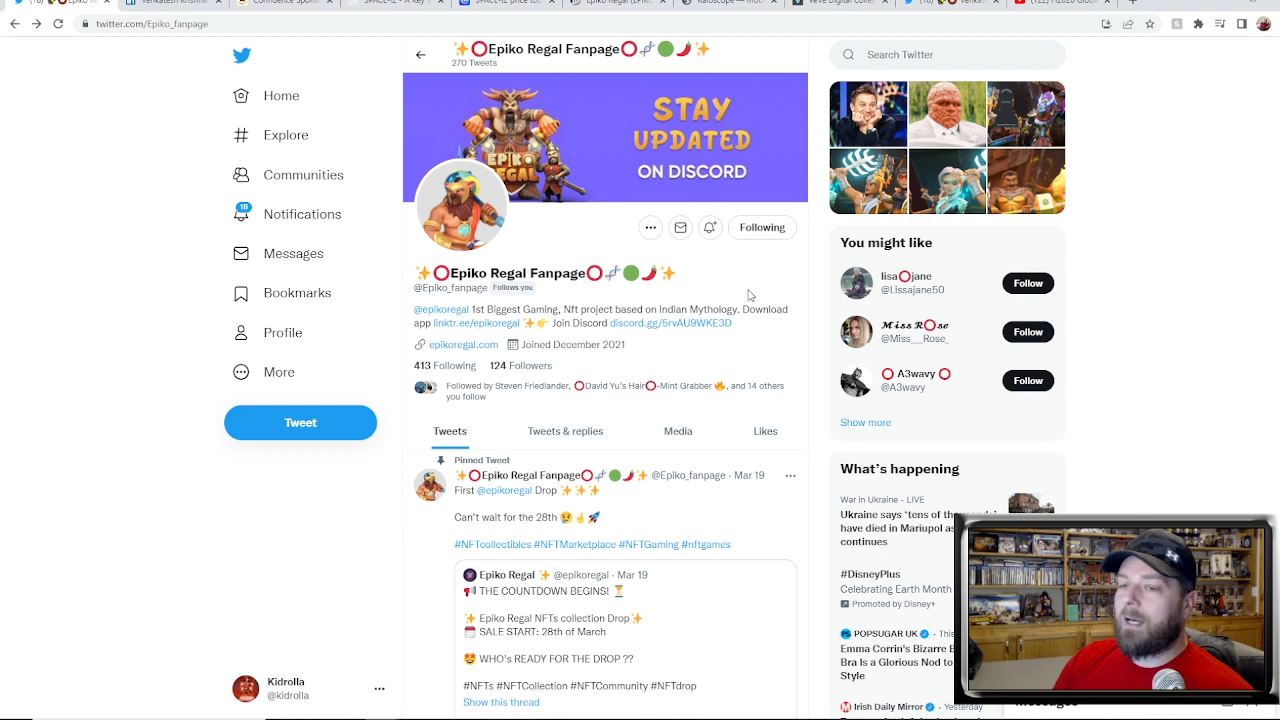 twitter.com/Epiko_fanpage
✨⭕Epiko Regal Fanpage⭕🧬🟢🌶️✨
270 Tweets
STAY
UPDATED
ON DISCORD
EPIKO
REGAL
Home
Explore
Communities
18
Notifications
Messages
Bookmarks
Profile
More
Tweet
Kidrolla
@kidrolla
Following
✨⭕Epiko Regal Fanpage⭕🧬🟢🌶️✨
@Epiko_fanpage Follows you
@epikoregal 1st Biggest Gaming, Nft project based on Indian Mythology. Download
app linktr.ee/epikoregal ✨👉 Join Discord discord.gg/5rvAU9WKE3D
epikoregal.com Joined December 2021
413 Following 124 Followers
Followed by Steven Friedlander, ⭕David Yu's Hair⭕-Mint Grabber 🔥, and 14 others
you follow
Tweets Tweets & replies Media Likes
Pinned Tweet
✨⭕Epiko Regal Fanpage⭕🧬🟢🌶️✨ @Epiko_fanpage · Mar 19
First @epikoregal Drop ✨✨✨
Can't wait for the 28th 🤞🚀
#NFTcollectibles #NFTMarketplace #NFTGaming #nftgames
Epiko Regal ✨ @epikoregal · Mar 19
📢 THE COUNTDOWN BEGINS! ⏳
✨ Epiko Regal NFTs collection Drop✨
🗓️ SALE START: 28th of March
🤩 WHO's READY FOR THE DROP ??
#NFTs #NFTCollection #NFTCommunity #NFTdrop
Show this thread
Search Twitter
You might like
lisa⭕jane
@Lissajane50
Follow
𝓜𝓲𝓼𝓼 𝓡⭕𝓼𝓮
@Miss__Rose_
Follow
⭕ A3wavy ⭕
@A3wavy
Follow
Show more
What's happening
War in Ukraine · LIVE
Ukraine says 'tens of
have died in Mariupol as
continues
#DisneyPlus
Celebrating Earth Month
Promoted by Disney+
POPSUGAR UK
Emma Corrin's Bizarre
Bra Is a Glorious Nod to
Style
Irish Daily Mirror · Yesterday
Messages